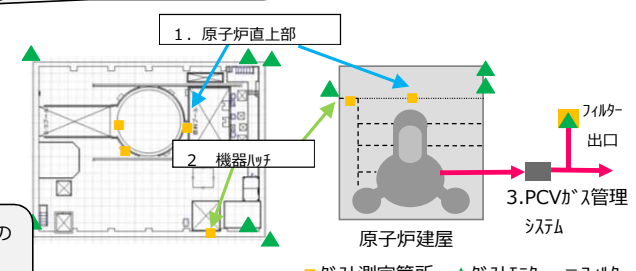 1．原子炉直上部
2　機器ﾊｯﾁ
ﾌｨﾙﾀｰ
出口
3.PCVｶﾞｽ管理
ｼｽﾃﾑ
原子炉建屋
の